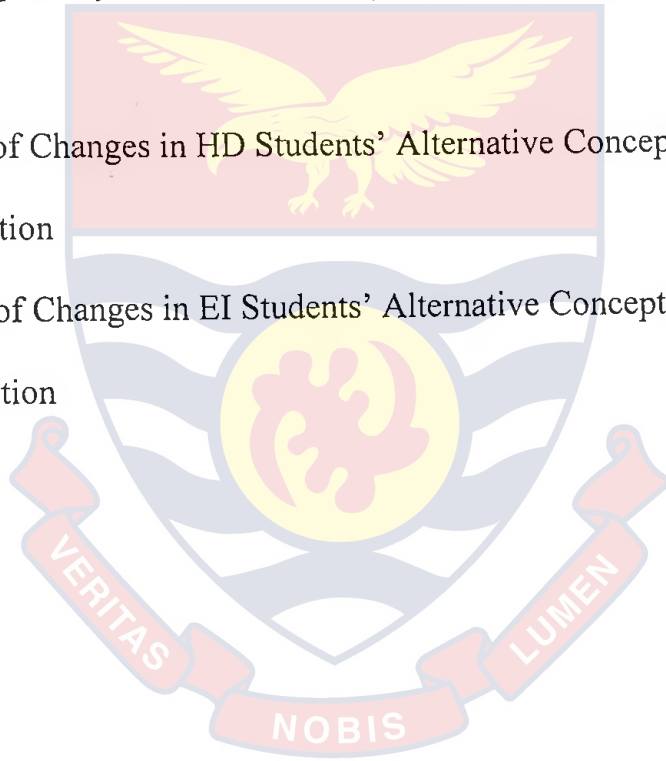 of Changes in HD Students' Alternative Concep
tion
of Changes in EI Students' Alternative Concept
tion
VERITAS
NOBIS
LUMEN